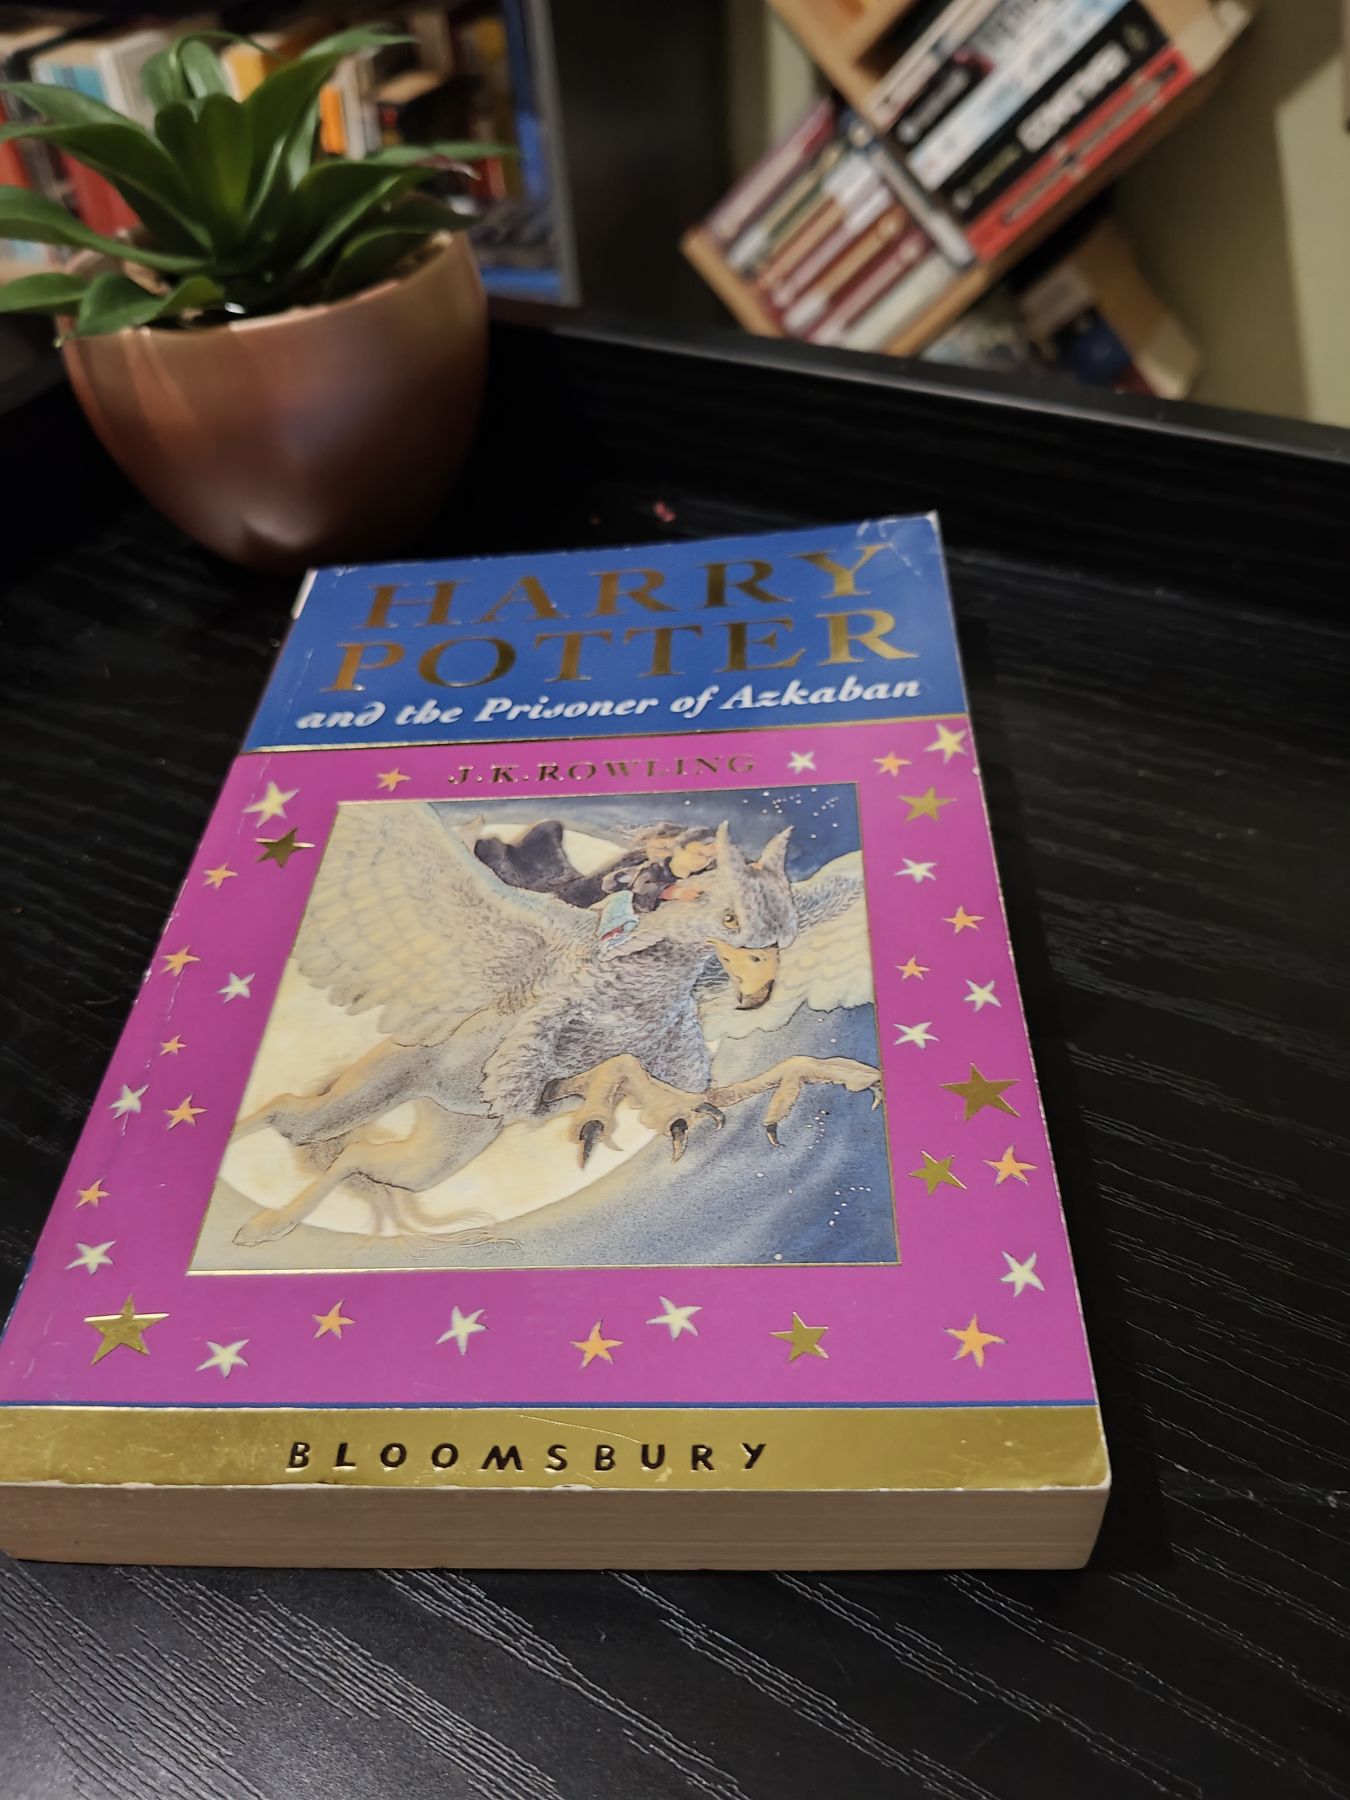 HARRY
POTTER
and the Prisoner of Azkaban
J.K.ROWLING
BLOOMSBURY